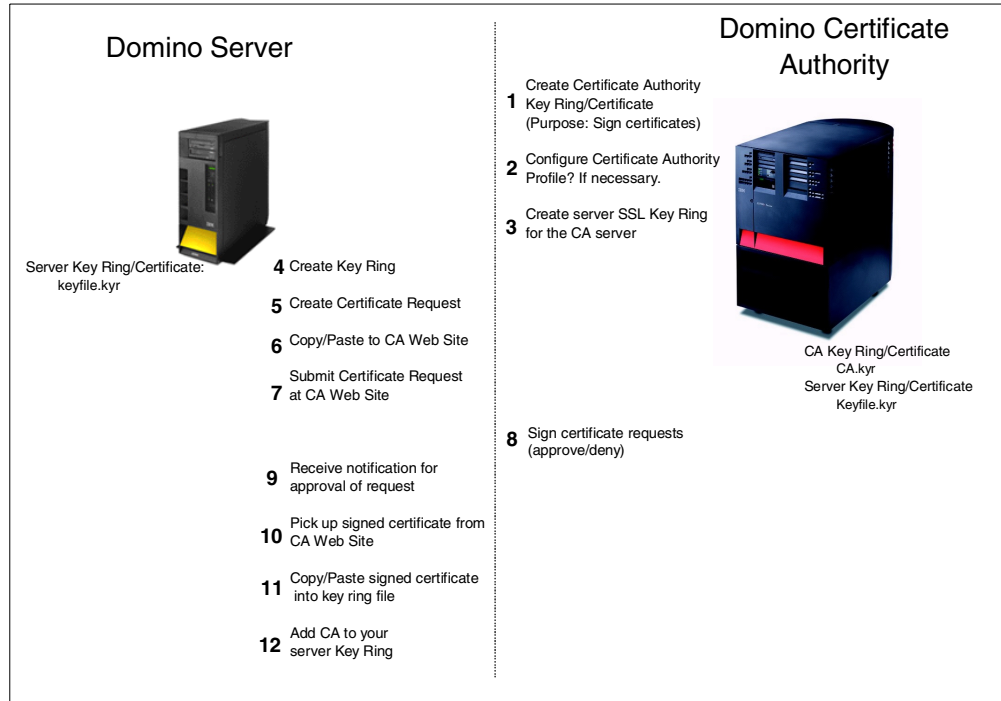 Domino Server
Domino Certificate
Authority
1 Create Certificate Authority
Key Ring/Certificate
(Purpose: Sign certificates)
2 Configure Certificate Authority
Profile? If necessary.
3 Create server SSL Key Ring
for the CA server
Server Key Ring/Certificate:
keyfile.kyr
4 Create Key Ring
5 Create Certificate Request
6 Copy/Paste to CA Web Site
7 Submit Certificate Request
at CA Web Site
CA Key Ring/Certificate
CA.kyr
Server Key Ring/Certificate
Keyfile.kyr
8 Sign certificate requests
(approve/deny)
9 Receive notification for
approval of request
10 Pick up signed certificate from
CA Web Site
11 Copy/Paste signed certificate
into key ring file
12 Add CA to your
server Key Ring